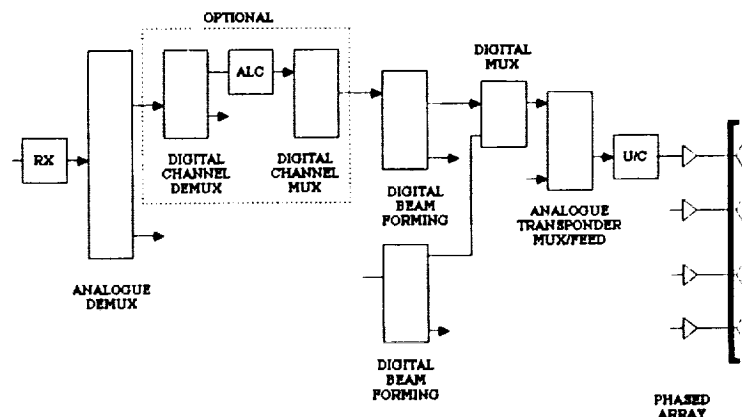 OPTIONAL
ALC
RX
DIGITAL
CHANNEL
DEMUX
DIGITAL
CHANNEL
MUX
ANALOGUE
DEMUX
DIGITAL
BEAM
FORMING
DIGITAL
BEAM
FORMING
DIGITAL
MUX
U/C
ANALOGUE
TRANSPONDER
MUX/FEED
PHASED
ARRAY